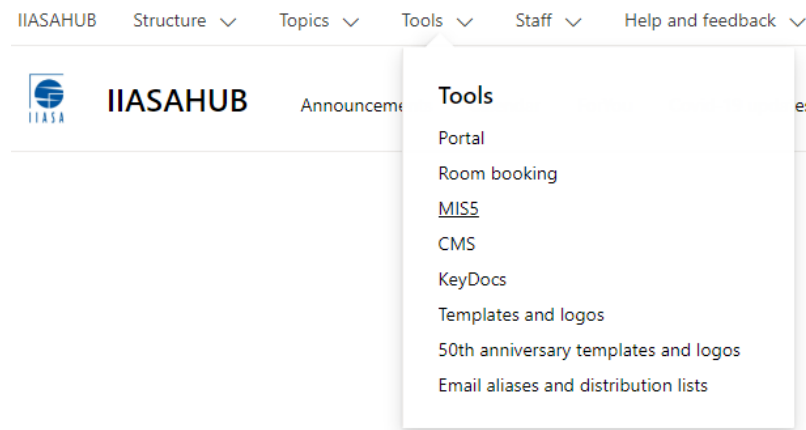 IIASAHUB Structure Topics Tools Staff Help and feedback
IIASA
IIASAHUB
Tools
Portal
Room booking
MIS5
CMS
KeyDocs
Templates and logos
50th anniversary templates and logos
Email aliases and distribution lists